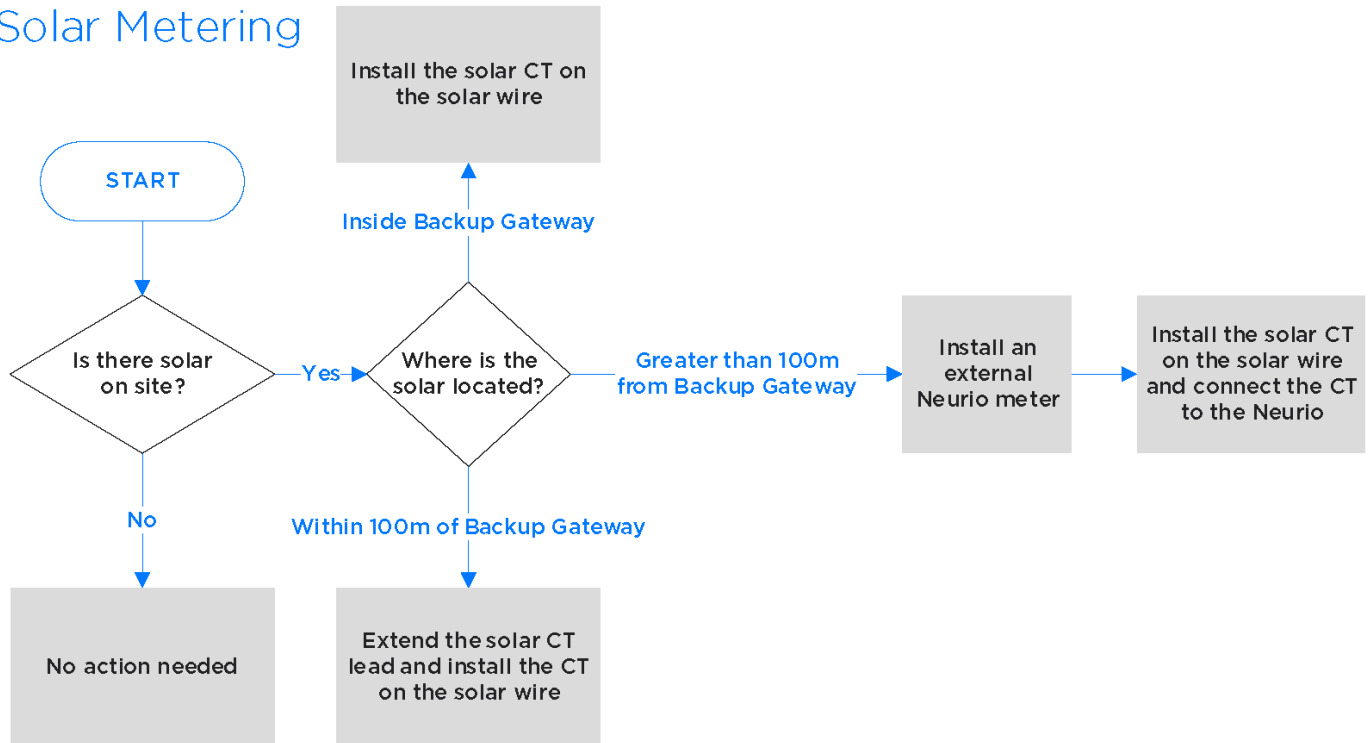 Solar Metering
Install the solar CT on
the solar wire
START
Inside Backup Gateway
Is there solar
on site?
Yes
Where is the
solar located?
Greater than 100m
from Backup Gateway
Install an
external
Neurio meter
Install the solar CT
on the solar wire
and connect the CT
to the Neurio
No
Within 100m of Backup Gateway
No action needed
Extend the solar CT
lead and install the CT
on the solar wire